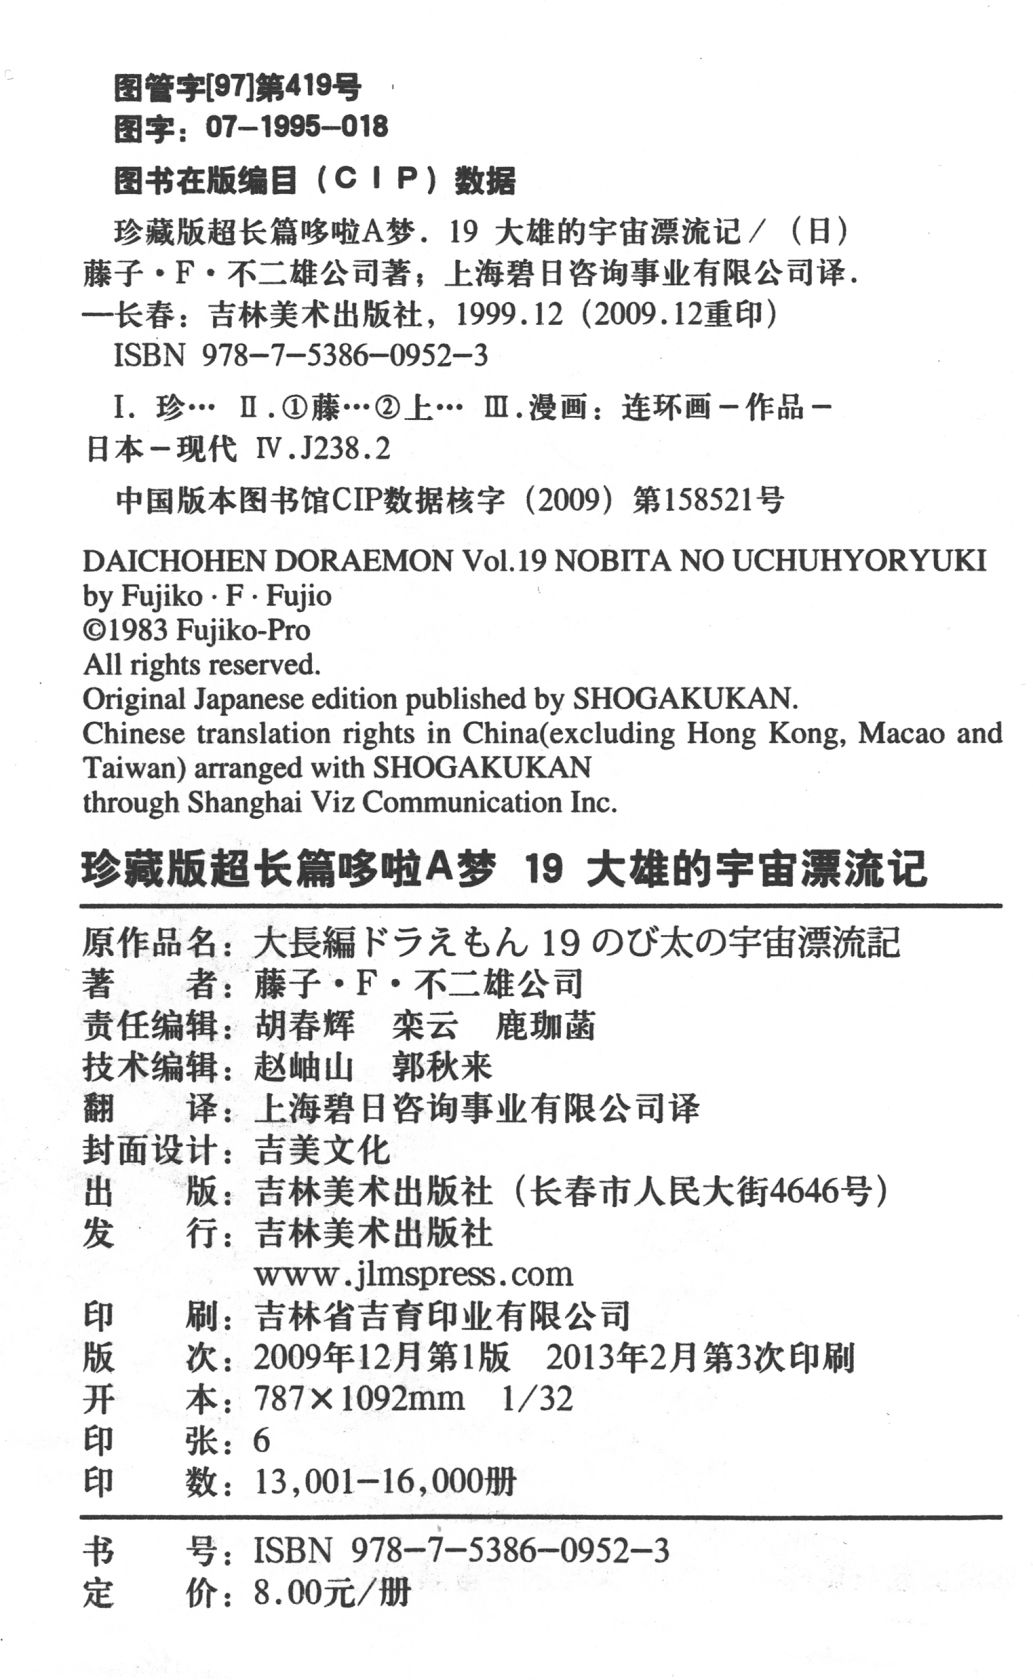 图管字[97]第419号
图字：07-1995-018
图书在版编目（CIP）数据
珍藏版超长篇哆啦A梦．19 大雄的宇宙漂流记／（日）
藤子·F·不二雄公司著；上海碧日咨询事业有限公司译．
—长春：吉林美术出版社，1999.12（2009.12重印）
ISBN 978-7-5386-0952-3
Ⅰ．珍… Ⅱ.①藤…②上… Ⅲ.漫画：连环画－作品－
日本－现代 Ⅳ.J238.2
中国版本图书馆CIP数据核字（2009）第158521号
DAICHOHEN DORAEMON Vol.19 NOBITA NO UCHUHYORYUKI
by Fujiko · F · Fujio
©1983 Fujiko-Pro
All rights reserved.
Original Japanese edition published by SHOGAKUKAN.
Chinese translation rights in China(excluding Hong Kong, Macao and
Taiwan) arranged with SHOGAKUKAN
through Shanghai Viz Communication Inc.
珍藏版超长篇哆啦A梦 19 大雄的宇宙漂流记
原作品名：大長編ドラえもん 19 のび太の宇宙漂流記
著　　者：藤子·F·不二雄公司
责任编辑：胡春辉　栾云　鹿珈菡
技术编辑：赵岫山　郭秋来
翻　　译：上海碧日咨询事业有限公司译
封面设计：吉美文化
出　　版：吉林美术出版社（长春市人民大街4646号）
发　　行：吉林美术出版社
www.jlmspress.com
印　　刷：吉林省吉育印业有限公司
版　　次：2009年12月第1版　2013年2月第3次印刷
开　　本：787×1092mm　1/32
印　　张：6
印　　数：13,001-16,000册
书　　号：ISBN 978-7-5386-0952-3
定　　价：8.00元/册